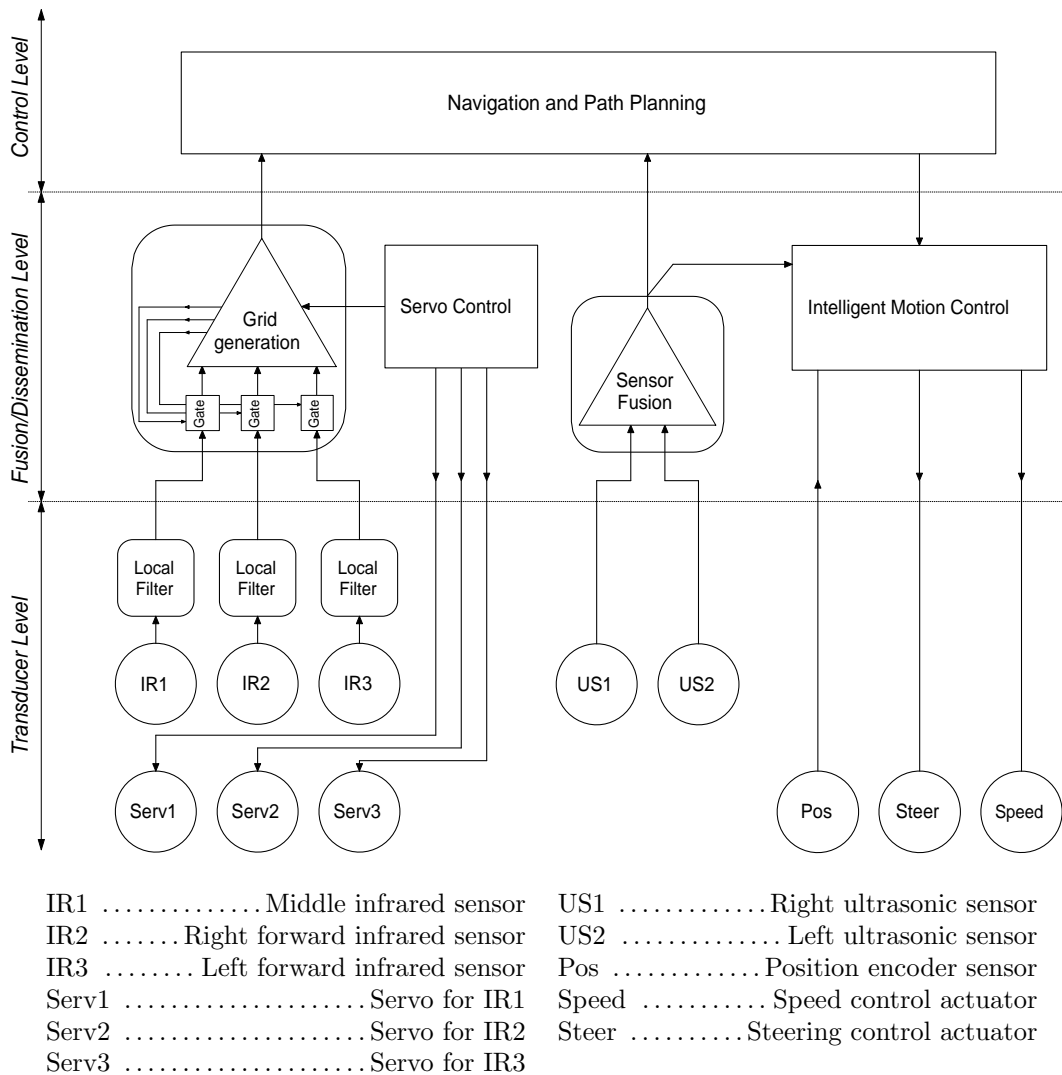 Control Level
Navigation and Path Planning
Fusion/Dissemination Level
Grid
generation
Servo Control
Intelligent Motion Control
Sensor
Fusion
Gate
Gate
Gate
Transducer Level
Local
Filter
Local
Filter
Local
Filter
IR1
IR2
IR3
US1
US2
Serv1
Serv2
Serv3
Pos
Steer
Speed
IR1 ..............Middle infrared sensor
IR2 .......Right forward infrared sensor
IR3 ........Left forward infrared sensor
Serv1 ....................Servo for IR1
Serv2 ....................Servo for IR2
Serv3 .....................Servo for IR3
US1 .............Right ultrasonic sensor
US2 ..............Left ultrasonic sensor
Pos ............Position encoder sensor
Speed ...........Speed control actuator
Steer ..........Steering control actuator